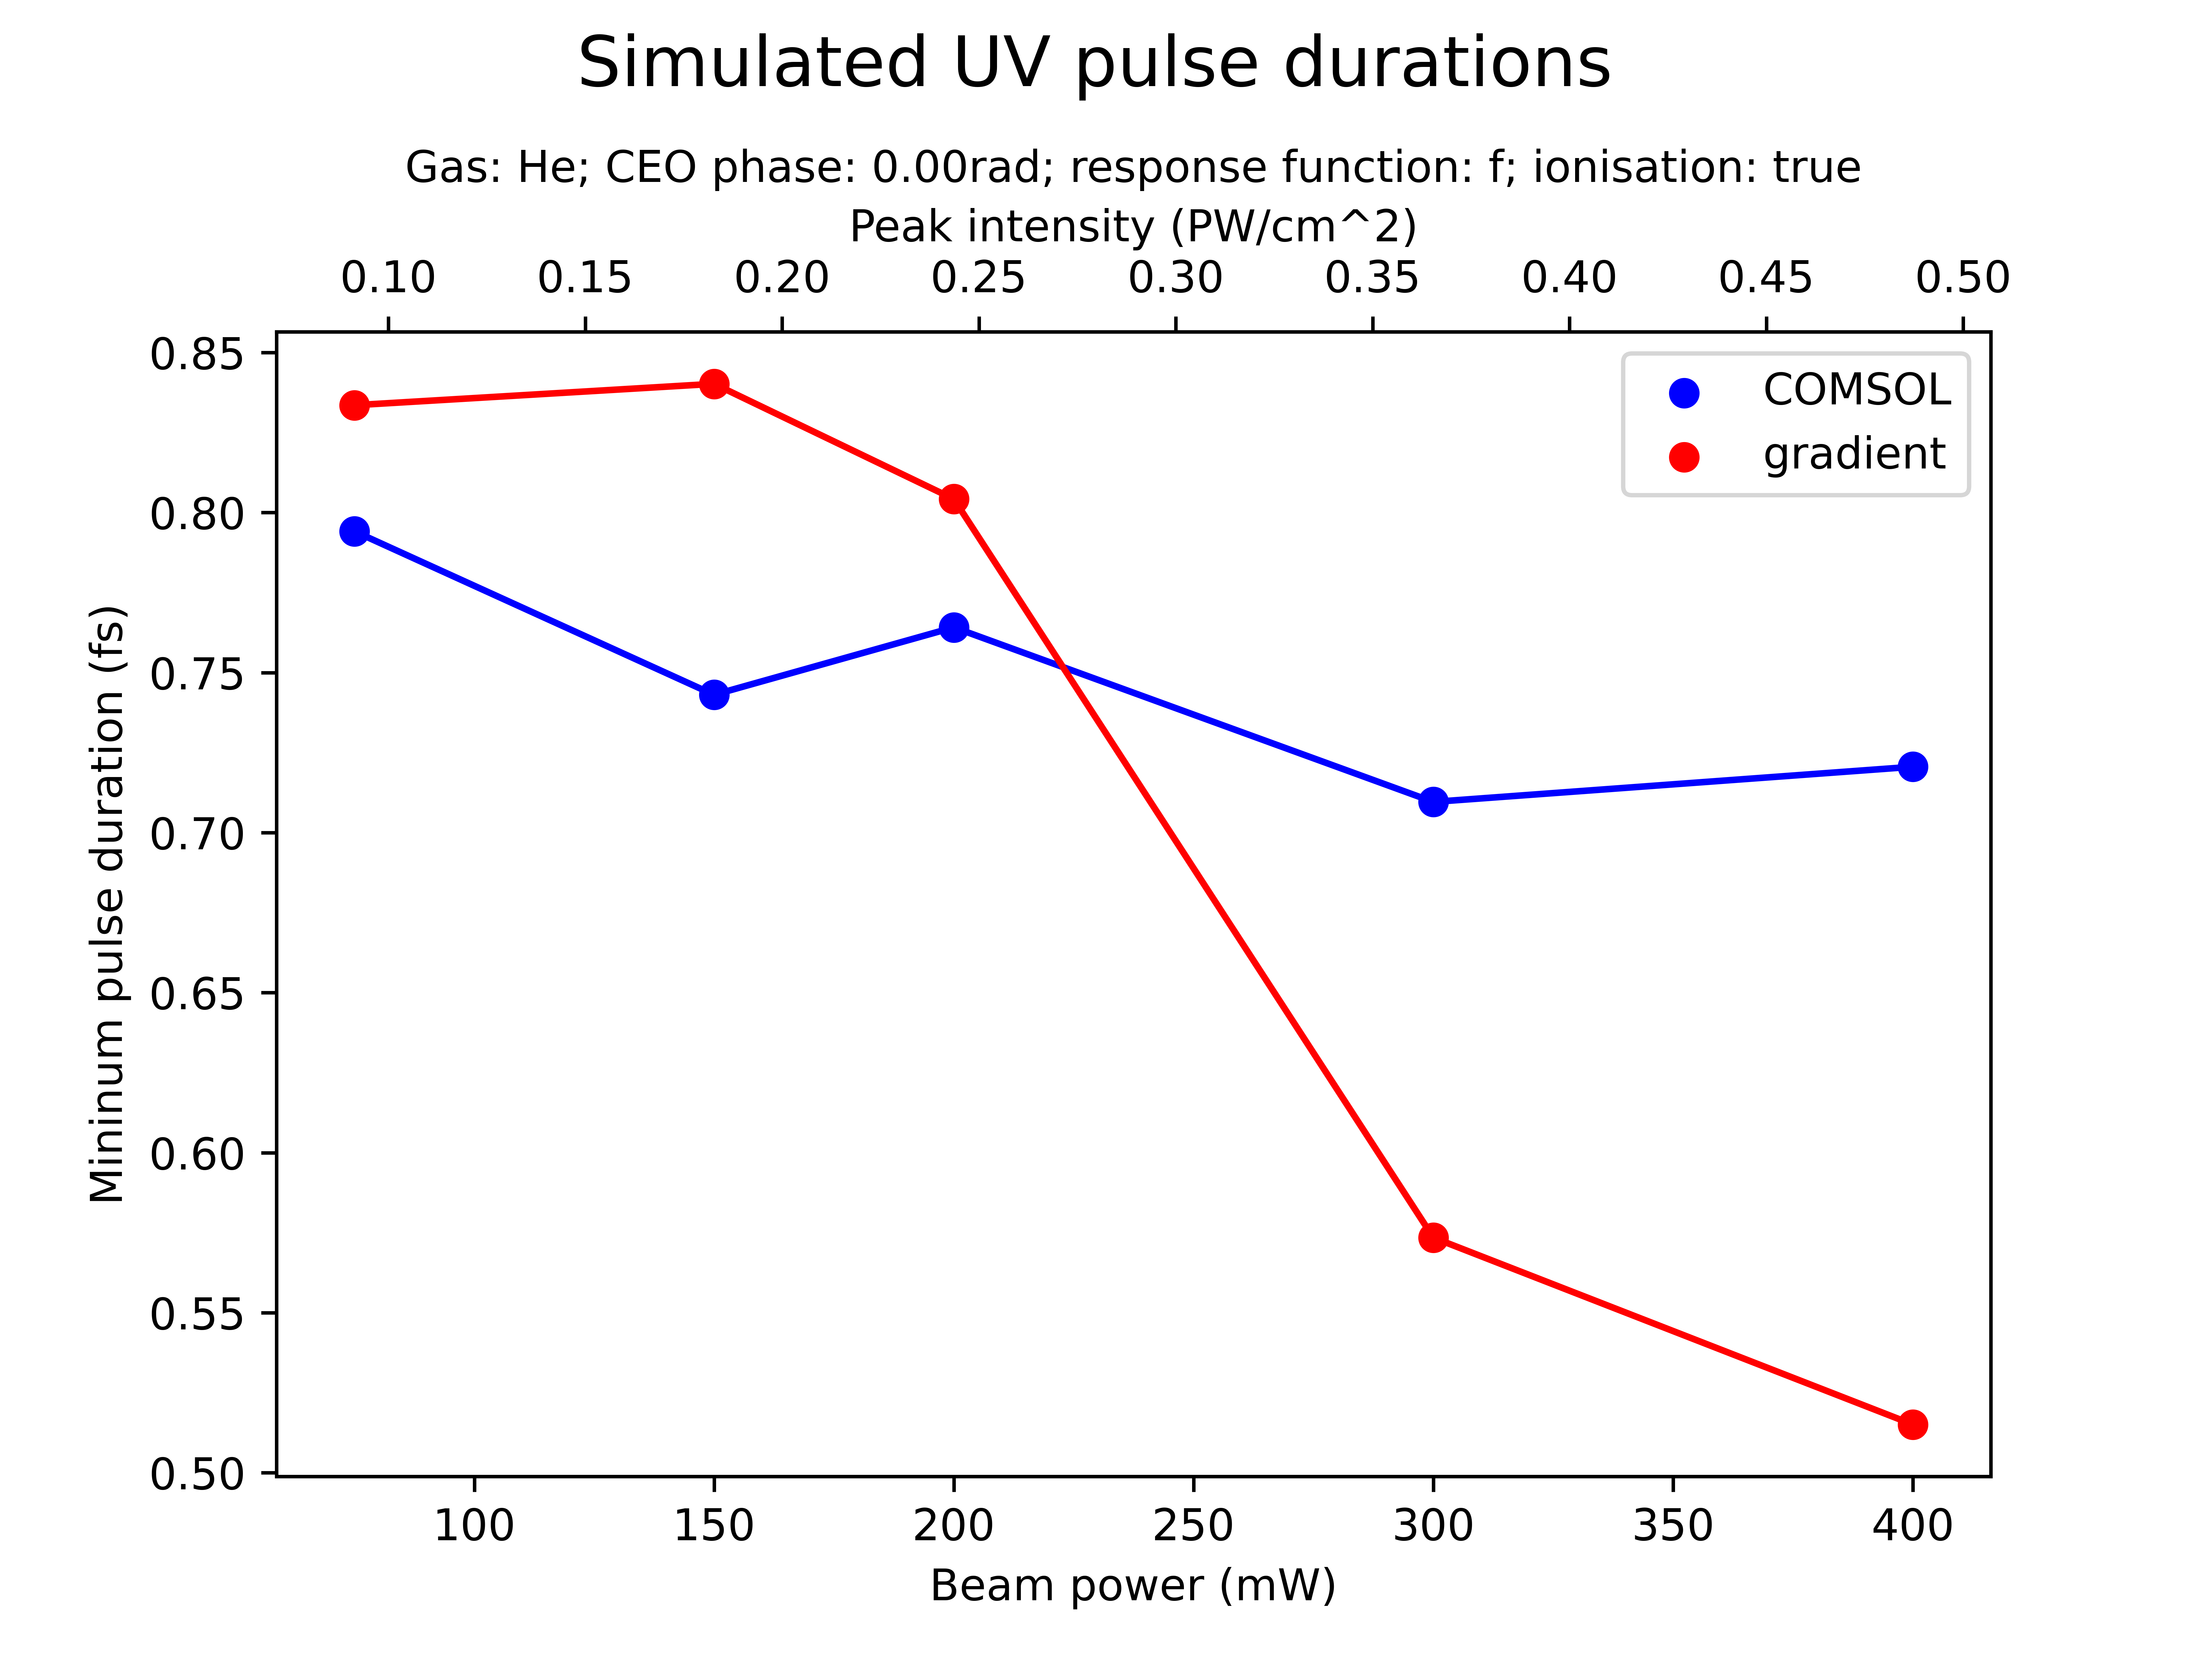 Simulated UV pulse durations
Gas: He; CEO phase: 0.00rad; response function: f; ionisation: true
Peak intensity (PW/cm^2)
0.10 0.15 0.20 0.25 0.30 0.35 0.40 0.45 0.50
COMSOL
gradient
Mininum pulse duration (fs)
0.85
0.80
0.75
0.70
0.65
0.60
0.55
0.50
100 150 200 250 300 350 400
Beam power (mW)